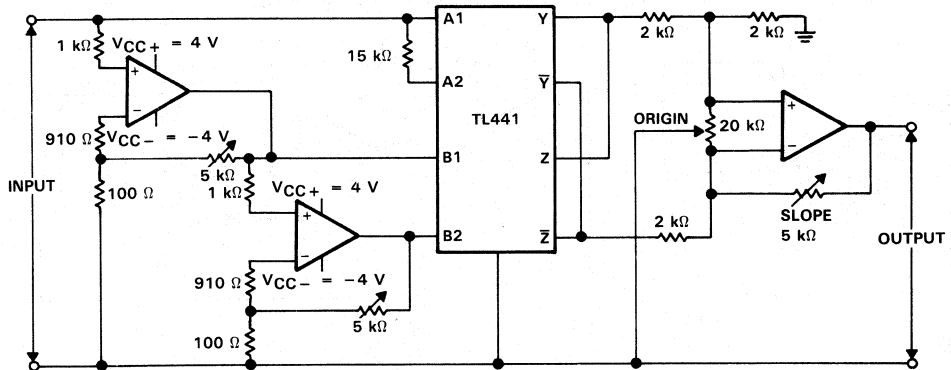 A1
Y
2 kΩ
2 kΩ
1 kΩ
VCC+ = 4 V
15 kΩ
A2
Y̅
+
−
TL441
ORIGIN
20 kΩ
+
−
910 Ω
VCC− = −4 V
INPUT
5 kΩ
B1
Z
100 Ω
1 kΩ
VCC+ = 4 V
SLOPE
5 kΩ
OUTPUT
+
−
B2
Z̅
2 kΩ
910 Ω
VCC− = −4 V
5 kΩ
100 Ω